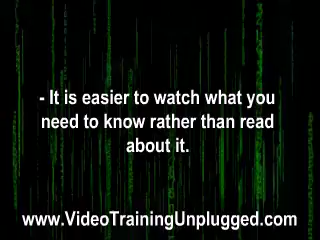 - It is easier to watch what you
need to know rather than read
about it.
www.VideoTrainingUnplugged.com